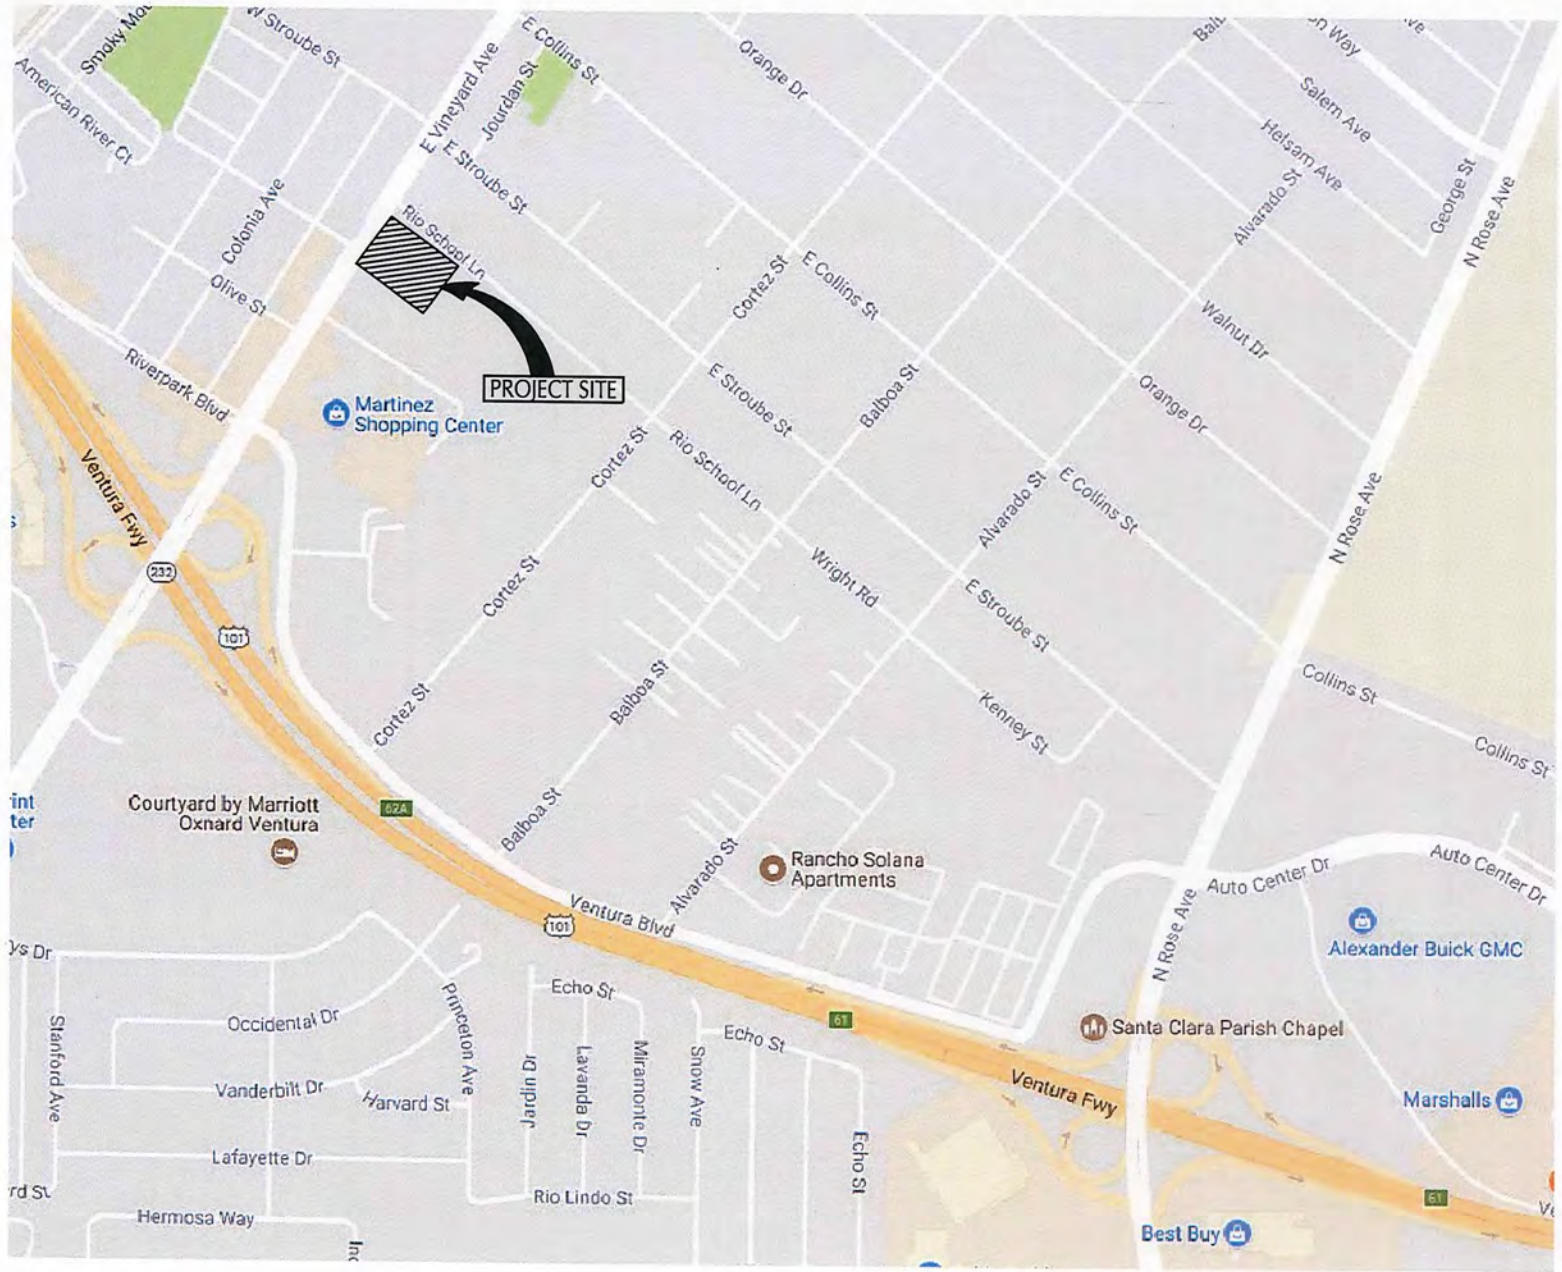 Smoky
W Stroube St
E Vineyard Ave
E Collins St
Jourdan St
Orange Dr
Way
Salem Ave
Helsam Ave
George St
N Rose Ave
Alvarado St
American River Ct
Colonia Ave
E Stroube St
Rio School Ln
Olive St
Cortez St
E Collins St
Walnut Dr
Riverpark Blvd
PROJECT SITE
Martinez
Shopping Center
E Stroube St
Balboa St
Orange Dr
Ventura Fwy
Cortez St
Rio School Ln
Alvarado St
E Collins St
N Rose Ave
232
101
Cortez St
Wright Rd
E Stroube St
Cortez St
Balboa St
Kenney St
Collins St
Collins St
Courtyard by Marriott
Oxnard Ventura
62A
Balboa St
Alvarado St
Rancho Solana
Apartments
Auto Center Dr
Auto Center Dr
Ventura Blvd
101
N Rose Ave
Alexander Buick GMC
ys Dr
Echo St
Princeton Ave
Occidental Dr
61
Santa Clara Parish Chapel
Stanford Ave
Echo St
Vanderbilt Dr
Harvard St
Jardin Dr
Lavanda Dr
Miramonte Dr
Snow Ave
Ventura Fwy
Marshalls
Lafayette Dr
Echo St
rd St
Rio Lindo St
61
Hermosa Way
Best Buy